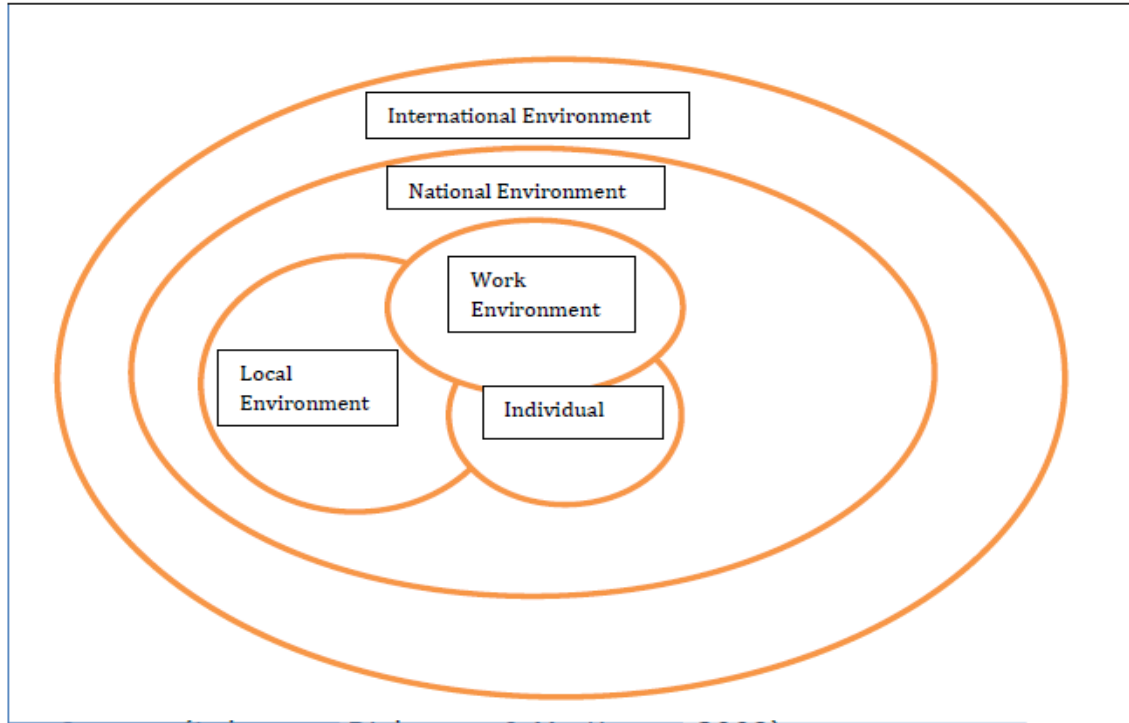 International Environment
National Environment
Work
Environment
Local
Environment
Individual